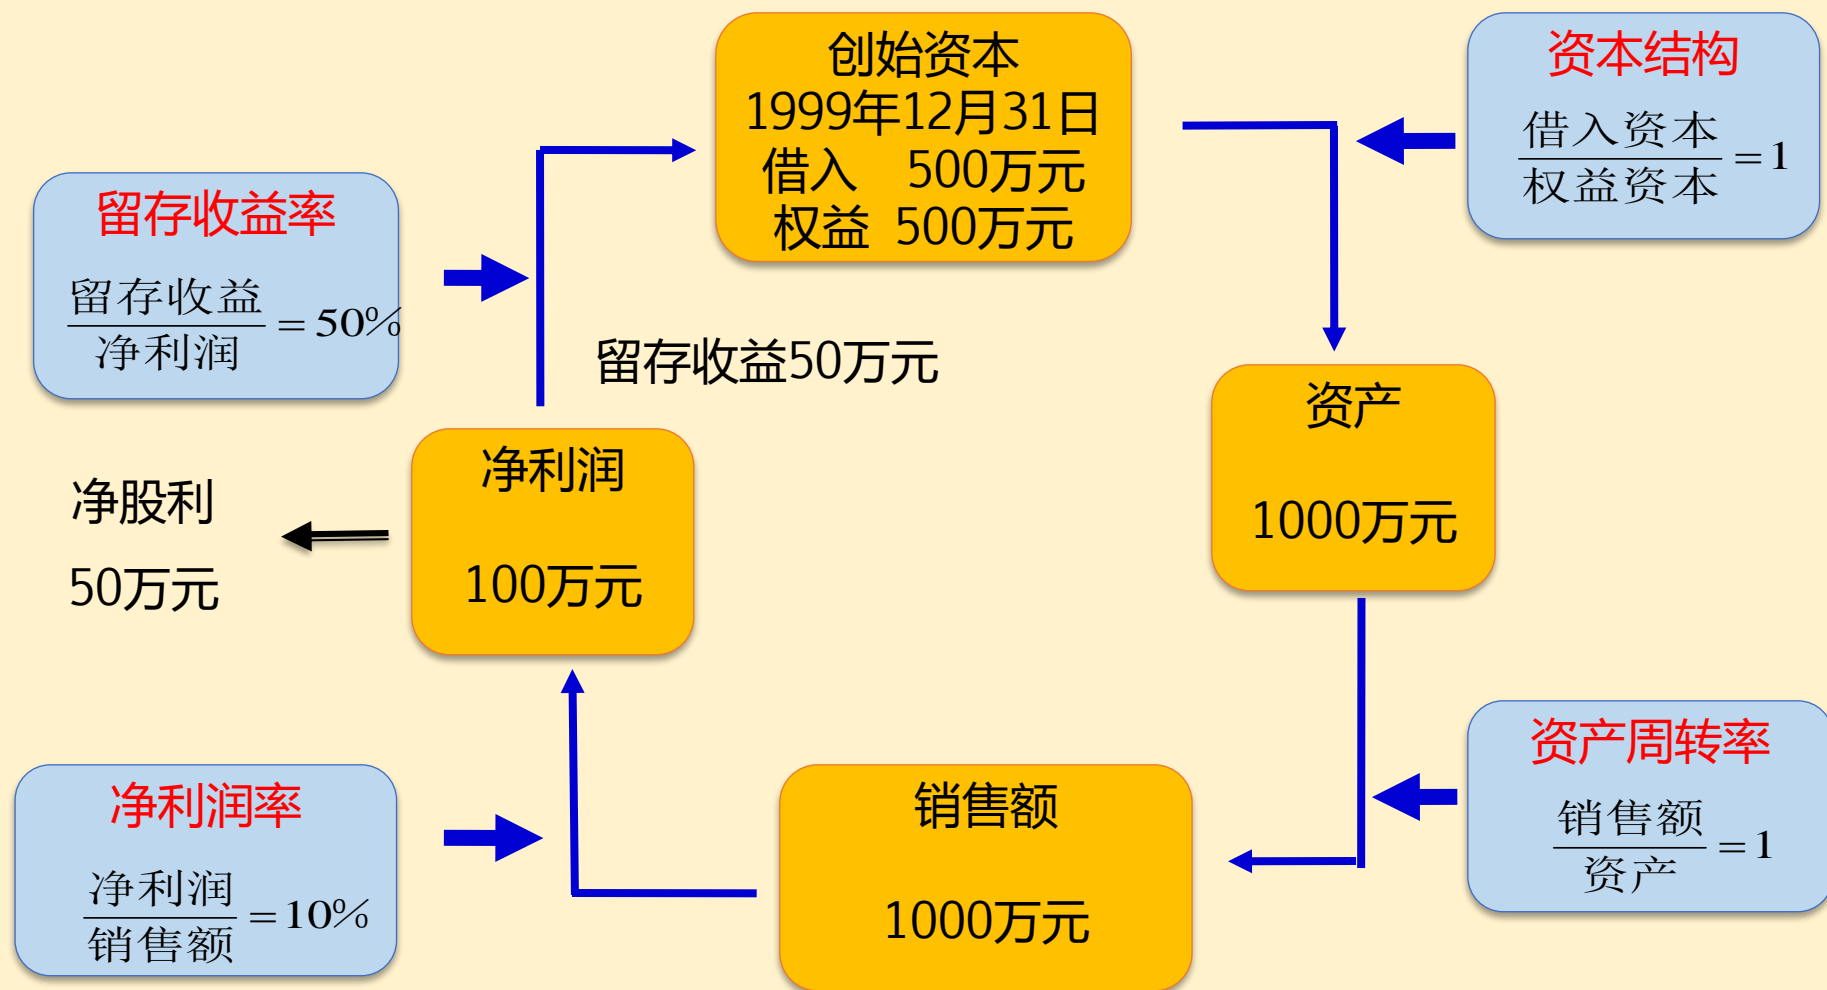 创始资本
1999年12月31日
借入 500万元
权益 500万元
资本结构
借入资本
权益资本
=1
留存收益率
留存收益
净利润
=50%
留存收益50万元
资产
1000万元
净利润
100万元
净股利
50万元
资产周转率
销售额
资产
=1
净利润率
净利润
销售额
=10%
销售额
1000万元